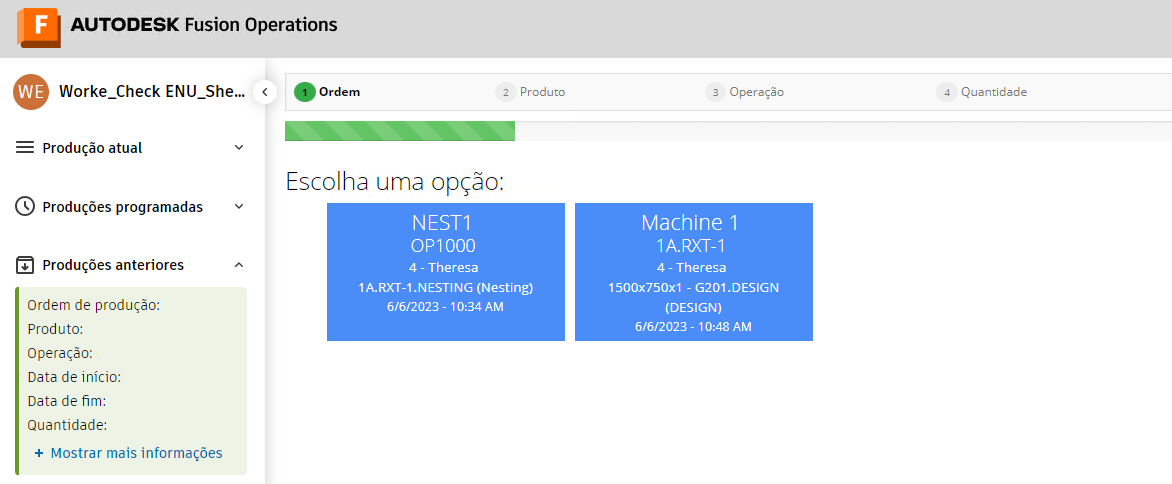 F AUTODESK Fusion Operations
WE Worke_Check ENU_She...
Produção atual
Produções programadas
Produções anteriores
Ordem de produção:
Produto:
Operação:
Data de início:
Data de fim:
Quantidade:
+ Mostrar mais informações
1 Ordem
2 Produto
3 Operação
4 Quantidade
Escolha uma opção:
NEST1
OP1000
4 - Theresa
1A.RXT-1.NESTING (Nesting)
6/6/2023 - 10:34 AM
Machine 1
1A.RXT-1
4 - Theresa
1500x750x1 - G201.DESIGN
(DESIGN)
6/6/2023 - 10:48 AM